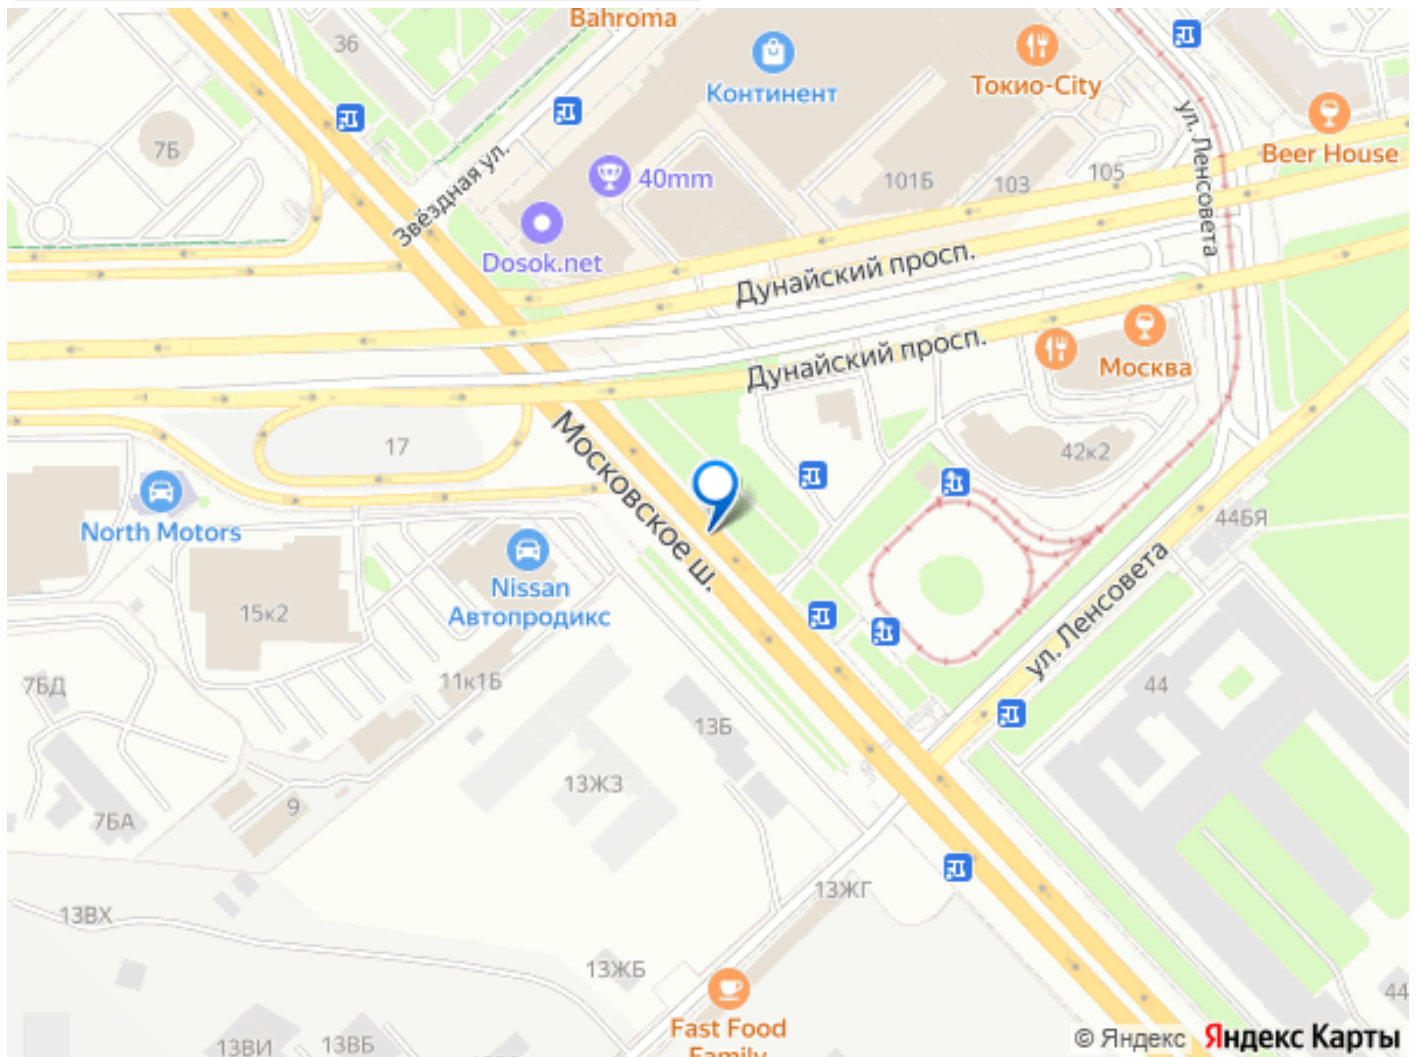 Bahroma
36
Континент
Токио-City
ул. Ленсовета
Beer House
7Б
Звёздная ул.
40mm
101Б
103
105
Dosok.net
Дунайский просп.
Дунайский просп.
Москва
Московское ш.
17
42к2
North Motors
44БЯ
Nissan
Автопродикс
15к2
ул. Ленсовета
7БД
11к1Б
44
13Б
13ЖЗ
9
7БА
13ЖГ
13ВХ
13ЖБ
44
Fast Food
Family
13ВИ
13ВБ
© Яндекс Яндекс Карты